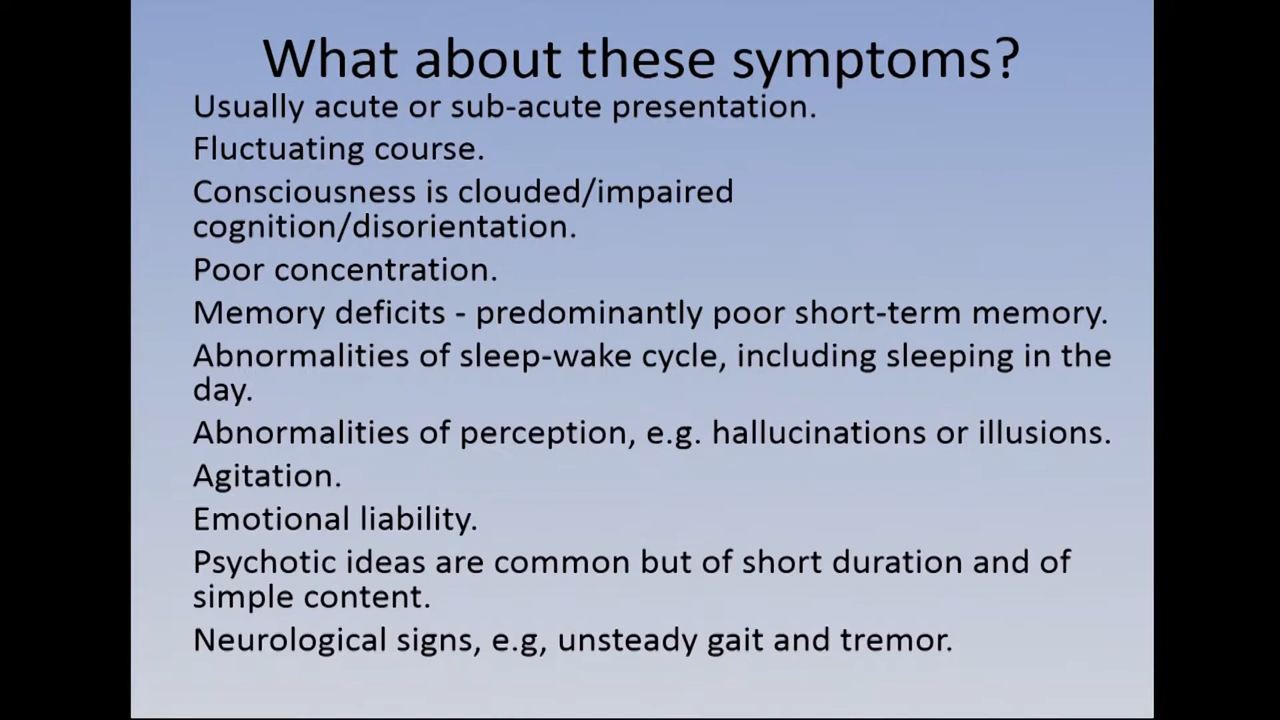 What about these symptoms?
Usually acute or sub-acute presentation.
Fluctuating course.
Consciousness is clouded/impaired
cognition/disorientation.
Poor concentration.
Memory deficits - predominantly poor short-term memory.
Abnormalities of sleep-wake cycle, including sleeping in the
day.
Abnormalities of perception, e.g. hallucinations or illusions.
Agitation.
Emotional liability.
Psychotic ideas are common but of short duration and of
simple content.
Neurological signs, e.g, unsteady gait and tremor.